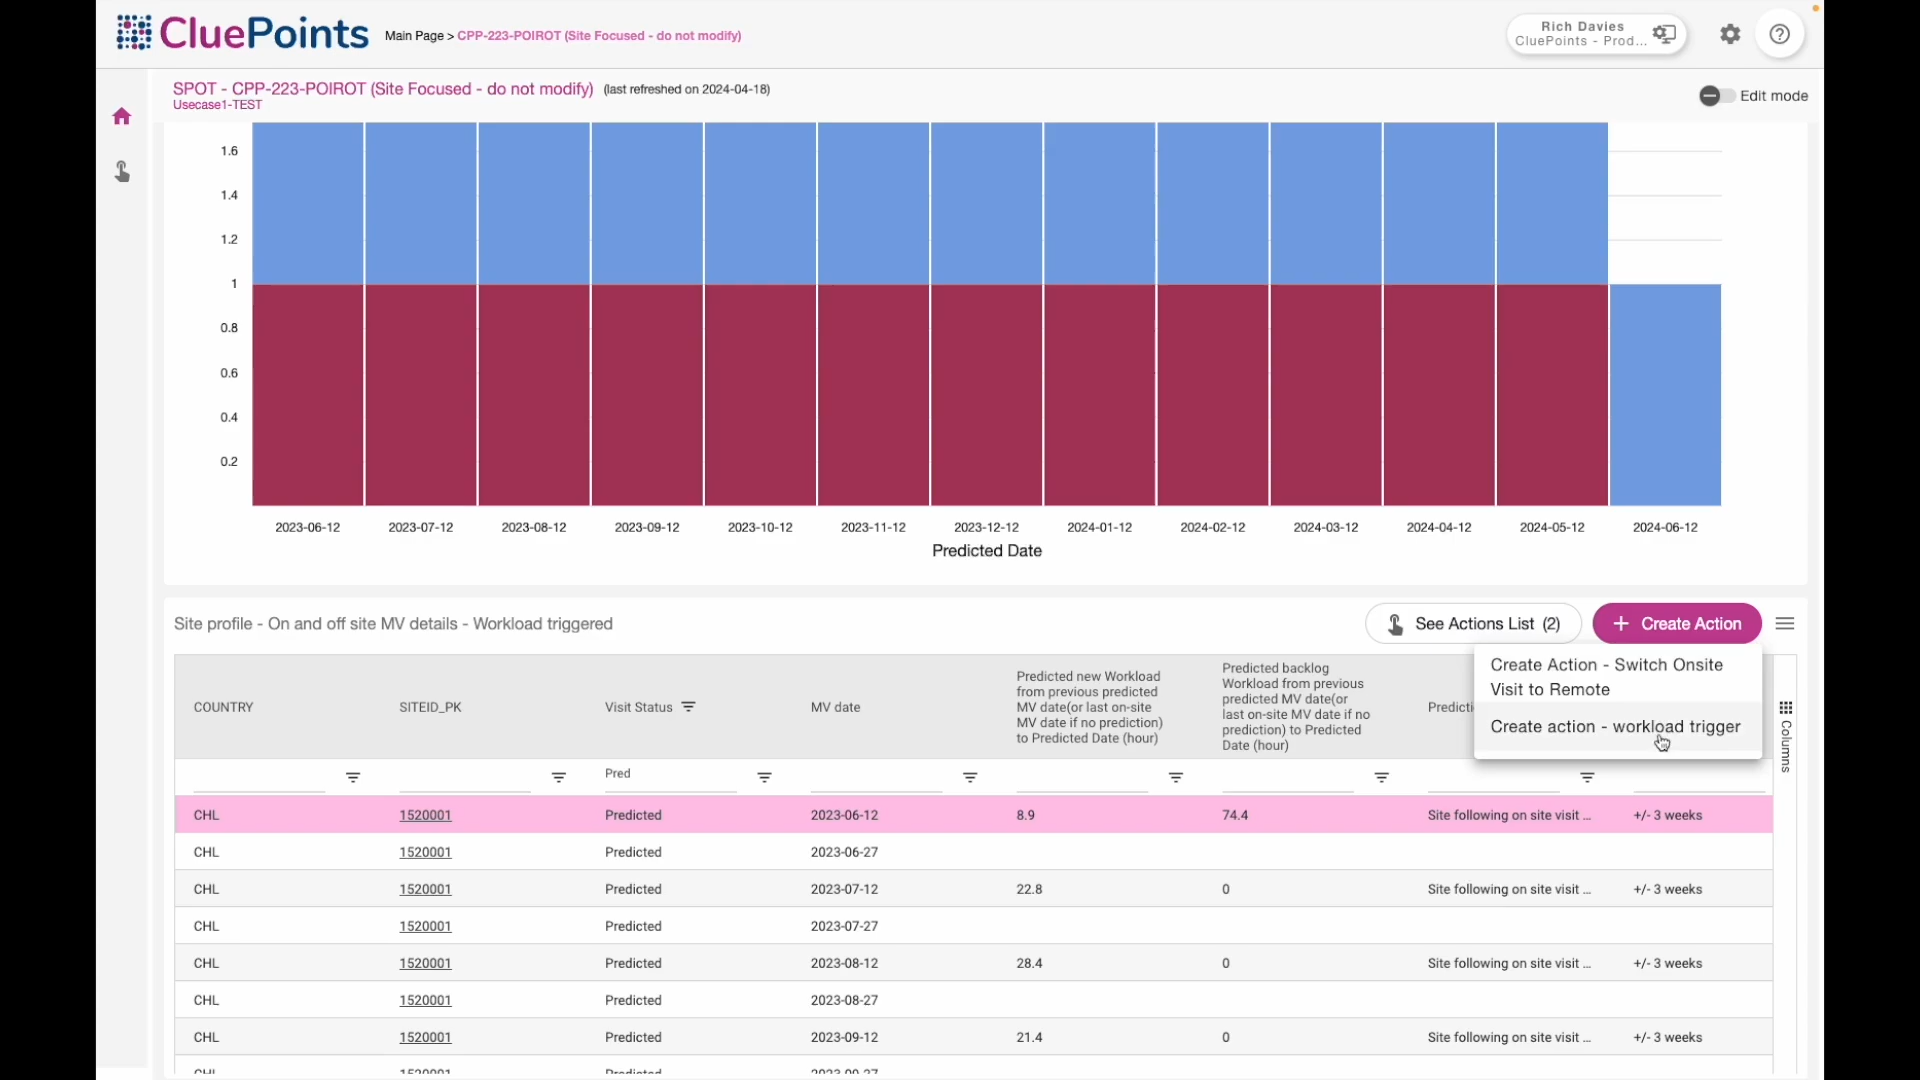 CluePoints
Main Page > CPP-223-POIROT (Site Focused - do not modify)
Rich Davies
CluePoints - Prod...
SPOT - CPP-223-POIROT (Site Focused - do not modify) (last refreshed on 2024-04-18)
Usecase1-TEST
Edit mode
1.6
1.4
1.2
1
0.8
0.6
0.4
0.2
2023-06-12 2023-07-12 2023-08-12 2023-09-12 2023-10-12 2023-11-12 2023-12-12 2024-01-12 2024-02-12 2024-03-12 2024-04-12 2024-05-12 2024-06-12
Predicted Date
Site profile - On and off site MV details - Workload triggered
See Actions List (2)
Create Action
Create Action - Switch Onsite
Visit to Remote
Create action - workload trigger
COUNTRY
SITEID_PK
Visit Status
MV date
Predicted new Workload
from previous predicted
MV date(or last on-site
MV date if no prediction)
to Predicted Date (hour)
Predicted backlog
Workload from previous
predicted MV date(or
last on-site MV date if no
prediction) to Predicted
Date (hour)
Columns
Pred
CHL 1520001 Predicted 2023-06-12 8.9 74.4 Site following on site visit ... +/- 3 weeks
CHL 1520001 Predicted 2023-06-27
CHL 1520001 Predicted 2023-07-12 22.8 0 Site following on site visit ... +/- 3 weeks
CHL 1520001 Predicted 2023-07-27
CHL 1520001 Predicted 2023-08-12 28.4 0 Site following on site visit ... +/- 3 weeks
CHL 1520001 Predicted 2023-08-27
CHL 1520001 Predicted 2023-09-12 21.4 0 Site following on site visit ... +/- 3 weeks